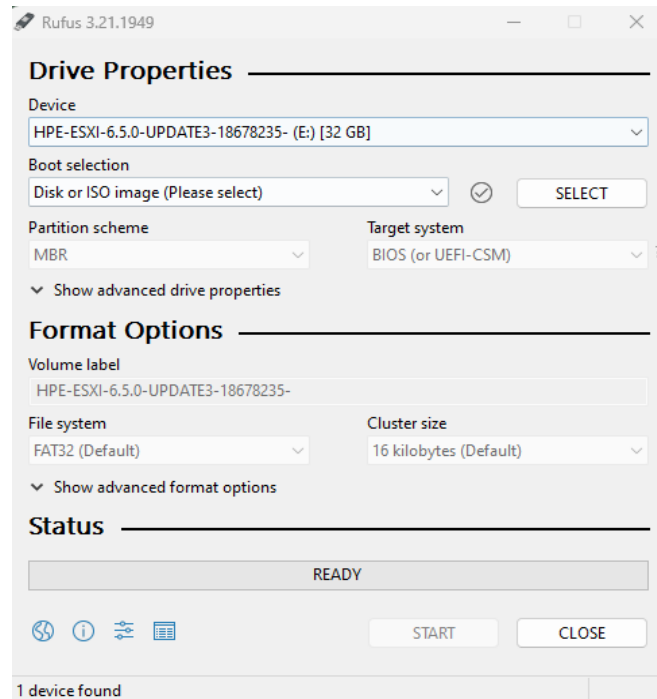 Rufus 3.21.1949
Drive Properties
Device
HPE-ESXI-6.5.0-UPDATE3-18678235- (E:) [32 GB]
Boot selection
Disk or ISO image (Please select)
SELECT
Partition scheme
Target system
MBR
BIOS (or UEFI-CSM)
Show advanced drive properties
Format Options
Volume label
HPE-ESXI-6.5.0-UPDATE3-18678235-
File system
Cluster size
FAT32 (Default)
16 kilobytes (Default)
Show advanced format options
Status
READY
START
CLOSE
1 device found